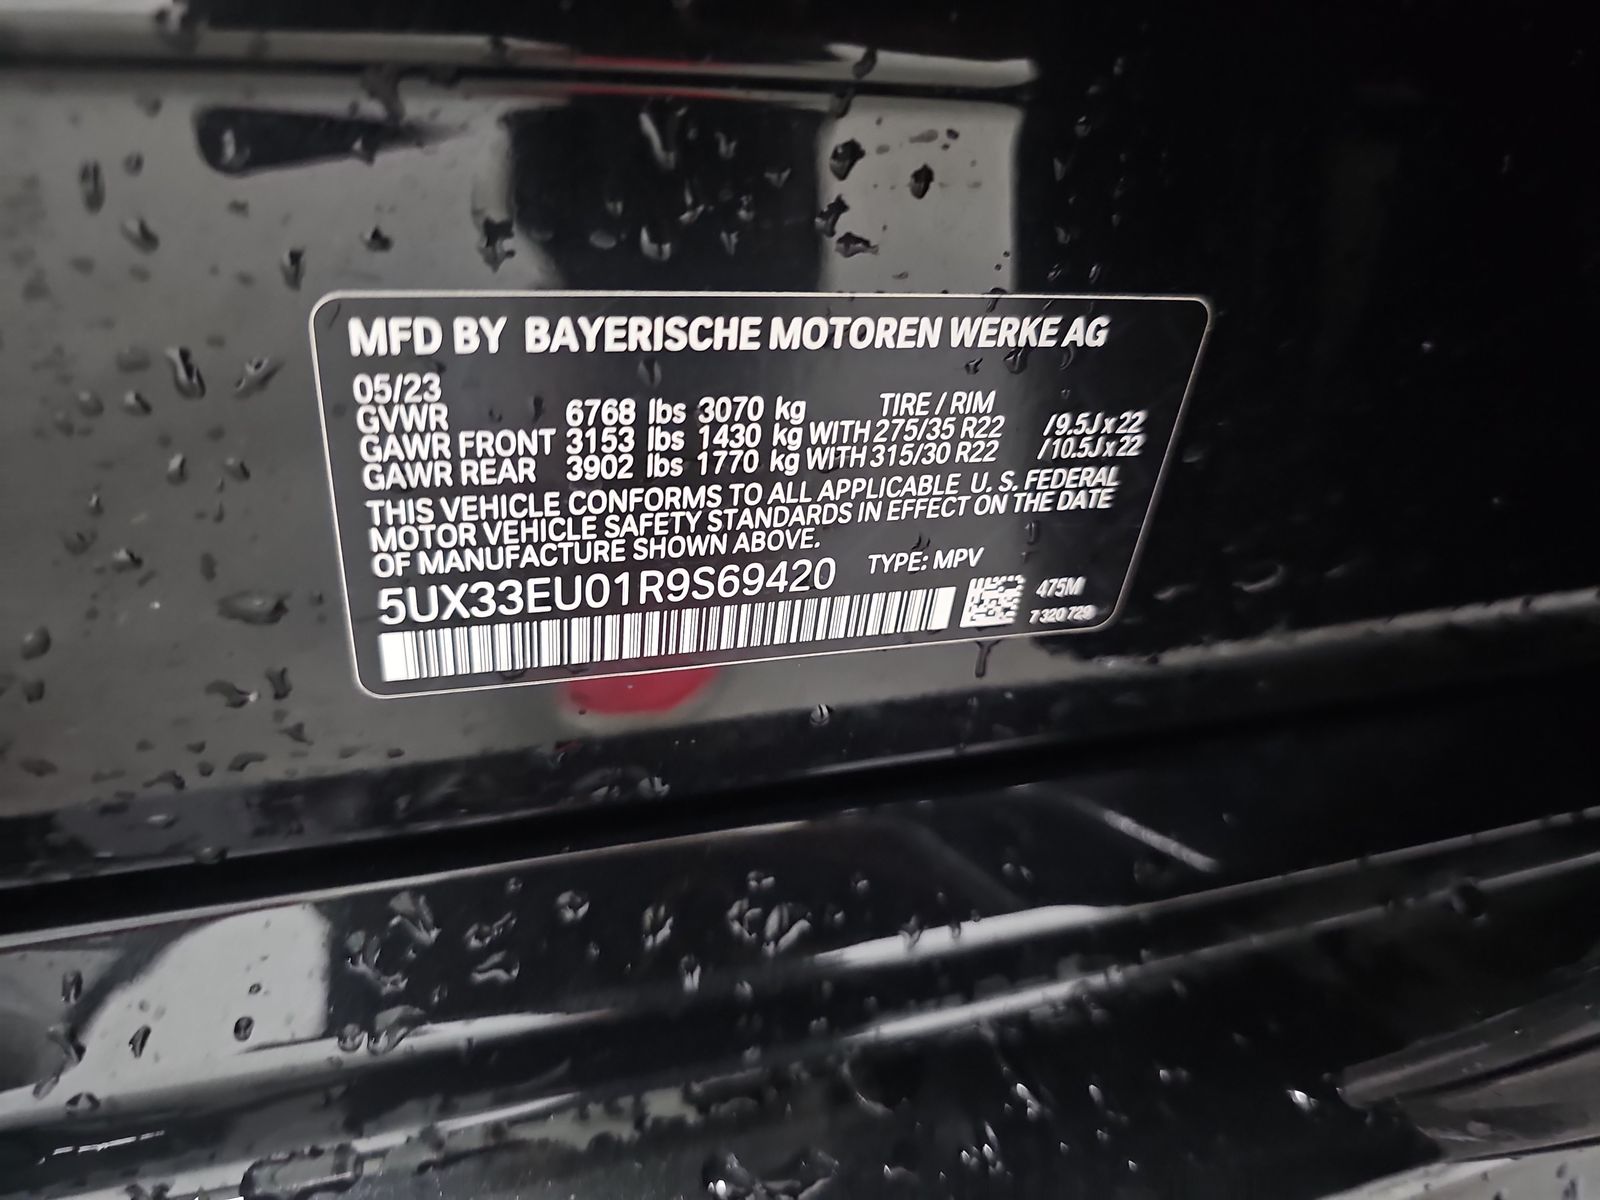 MFD BY BAYERISCHE MOTOREN WERKE AG
05/23
TIRE / RIM
GVWR 6768 lbs 3070 kg
GAWR FRONT 3153 lbs 1430 kg WITH 275/35 R22 /9.5J x 22
GAWR REAR 3902 lbs 1770 kg WITH 315/30 R22 /10.5J x 22
THIS VEHICLE CONFORMS TO ALL APPLICABLE U. S. FEDERAL
MOTOR VEHICLE SAFETY STANDARDS IN EFFECT ON THE DATE
OF MANUFACTURE SHOWN ABOVE.
TYPE: MPV
5UX33EU01R9S69420
475M
7 320 729